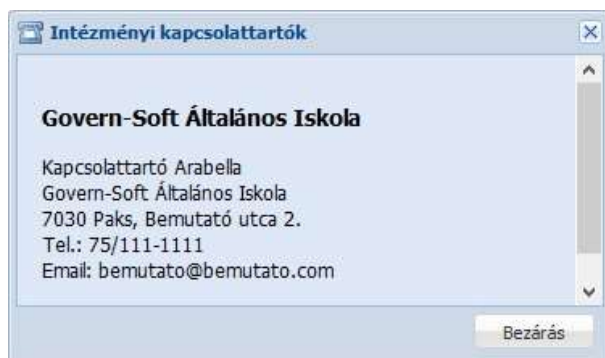 Intézményi kapcsolattartók
Govern-Soft Általános Iskola
Kapcsolattartó Arabella
Govern-Soft Általános Iskola
7030 Paks, Bemutató utca 2.
Tel.: 75/111-1111
Email: bemutato@bemutato.com
Bezárás